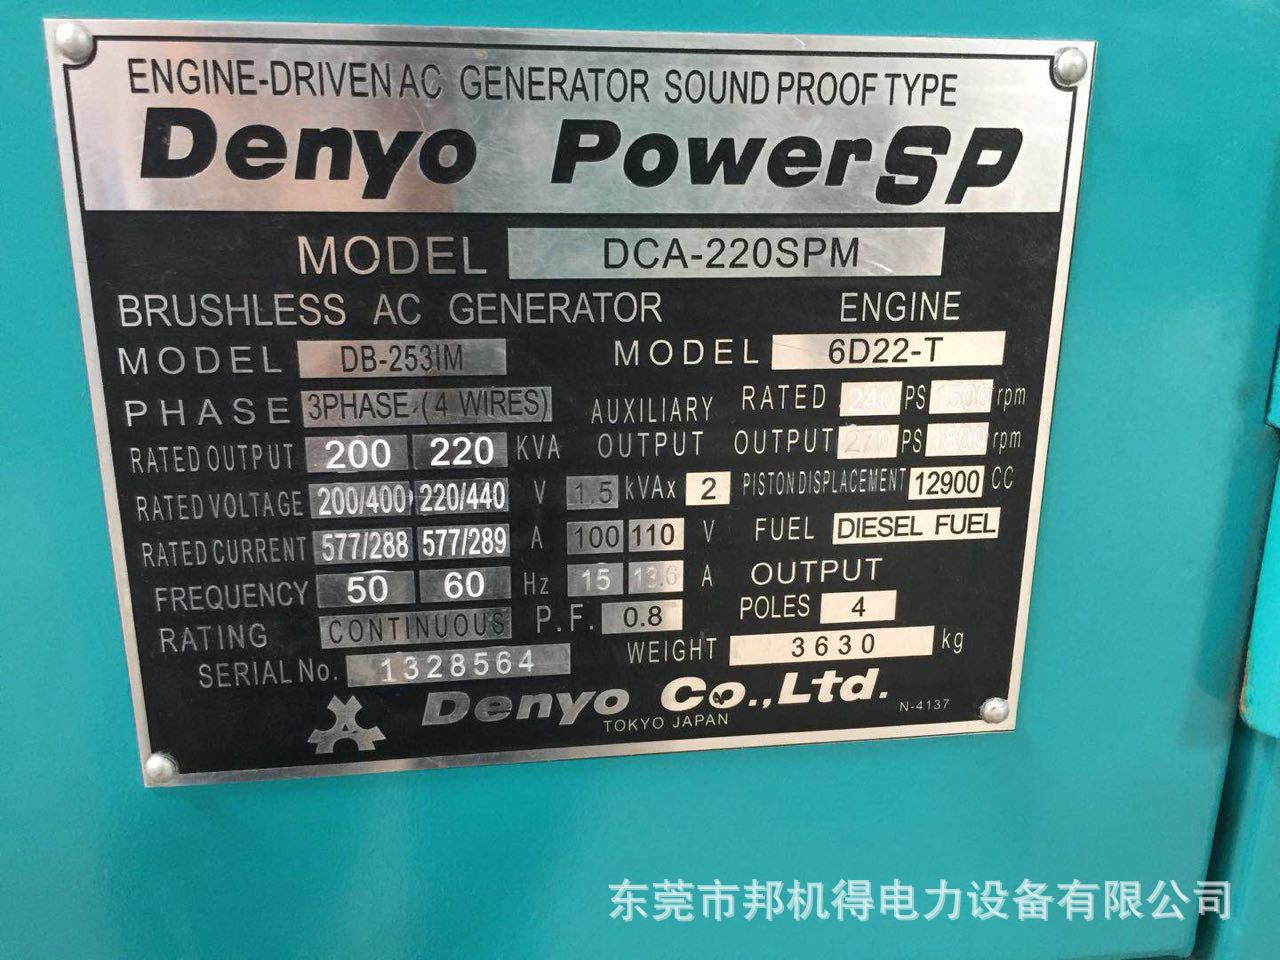 ENGINE-DRIVEN AC GENERATOR SOUND PROOF TYPE
Denyo PowerSP
MODEL DCA-220SPM
BRUSHLESS AC GENERATOR ENGINE
MODEL DB-253IM MODEL 6D22-T
PHASE 3PHASE (4 WIRES) AUXILIARY RATED 240 PS 1500 rpm
RATED OUTPUT 200 220 KVA OUTPUT OUTPUT 270 PS 1800 rpm
RATED VOLTAGE 200/400 220/440 V 1.5 kVAx 2 PISTON DISPLACEMENT 12900 CC
RATED CURRENT 577/288 577/289 A 100 110 V FUEL DIESEL FUEL
FREQUENCY 50 60 Hz 15 13.6 A OUTPUT
RATING CONTINUOUS P.F. 0.8 POLES 4
SERIAL No. 1328564 WEIGHT 3630 kg
Denyo Co.,Ltd.
TOKYO JAPAN N-4137
东莞市邦机得电力设备有限公司